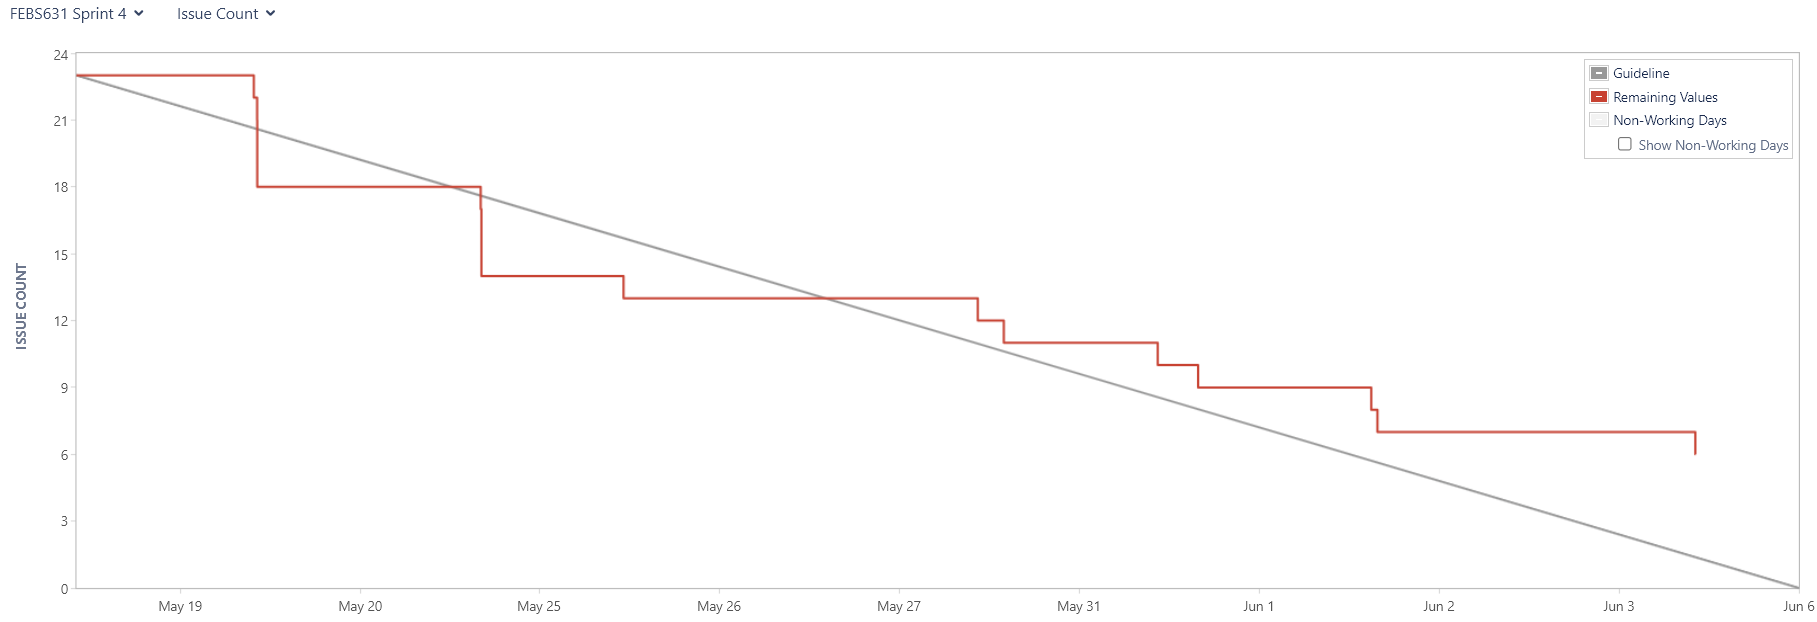 FEBS631 Sprint 4 Issue Count
24
21
18
15
12
9
6
3
0
ISSUE COUNT
Guideline
Remaining Values
Non-Working Days
Show Non-Working Days
May 19 May 20 May 25 May 26 May 27 May 31 Jun 1 Jun 2 Jun 3 Jun 6